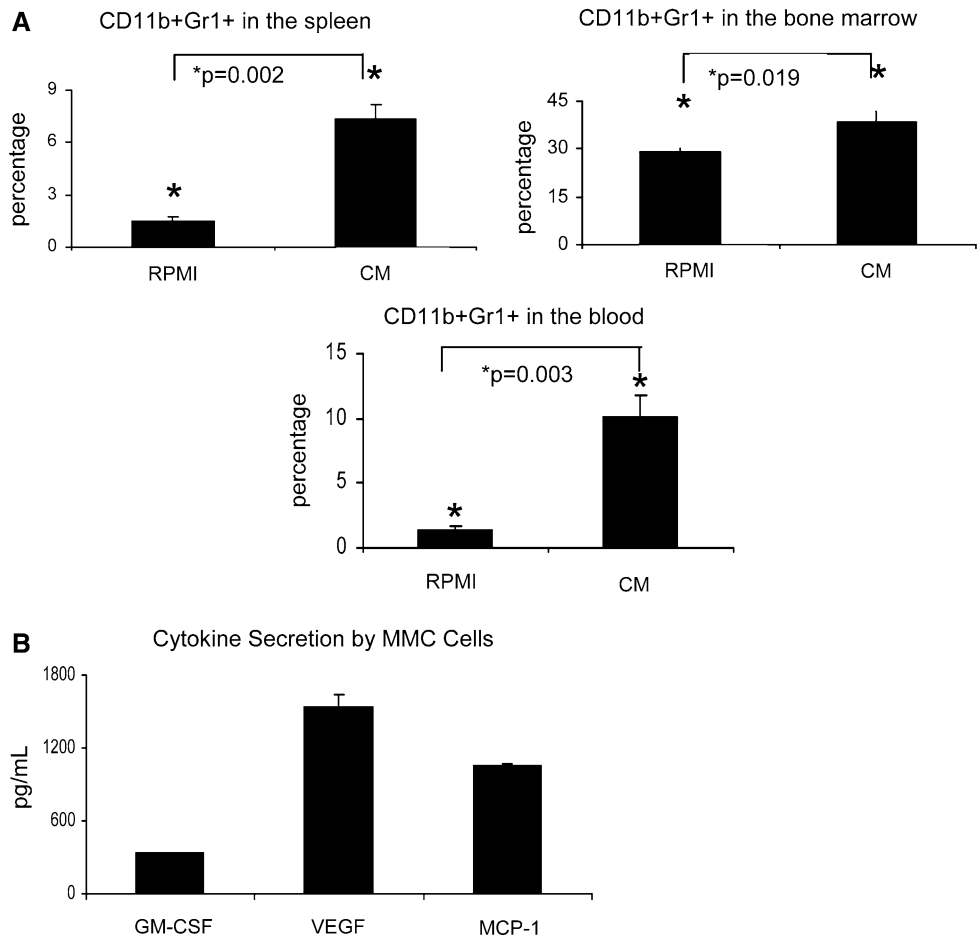 A
CD11b+Gr1+ in the spleen
*p=0.002
*
*
9
6
3
0
percentage
RPMI
CM
CD11b+Gr1+ in the bone marrow
*p=0.019
*
*
45
30
15
0
percentage
RPMI
CM
CD11b+Gr1+ in the blood
*p=0.003
*
*
15
10
5
0
percentage
RPMI
CM
B
Cytokine Secretion by MMC Cells
1800
1200
600
0
pg/mL
GM-CSF
VEGF
MCP-1